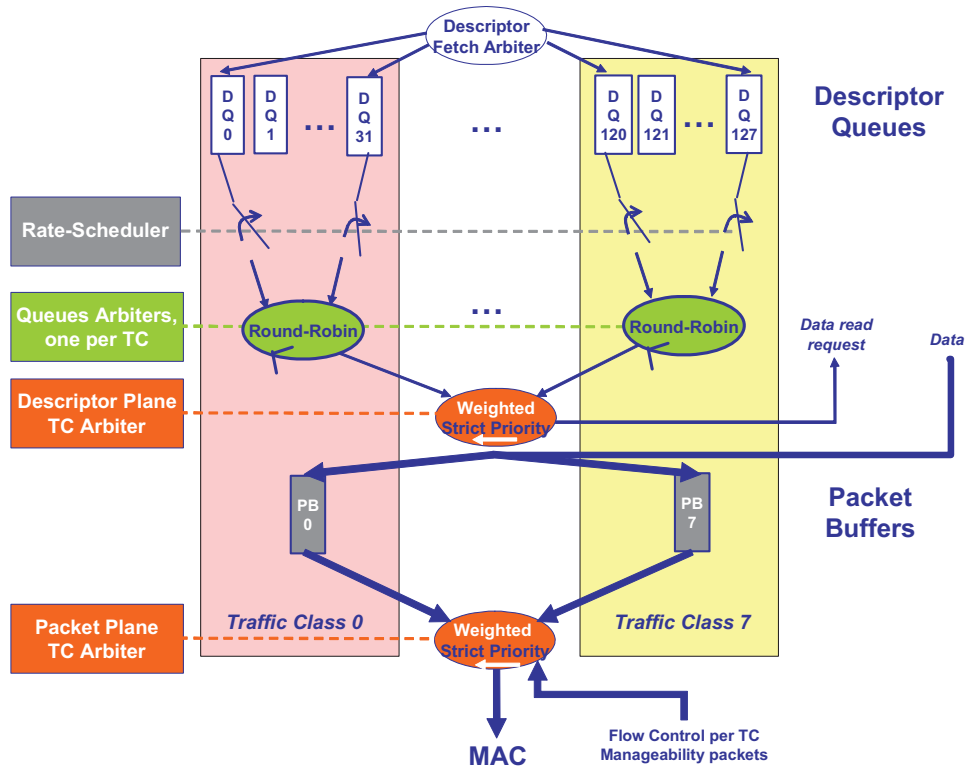 Descriptor
Fetch Arbiter
D
Q
0
D
Q
1
...
D
Q
31
...
D
Q
120
D
Q
121
...
D
Q
127
Descriptor
Queues
Rate-Scheduler
Queues Arbiters,
one per TC
Round-Robin
...
Round-Robin
Data read
request
Data
Descriptor Plane
TC Arbiter
Weighted
Strict Priority
PB
0
PB
7
Packet
Buffers
Packet Plane
TC Arbiter
Traffic Class 0
Weighted
Strict Priority
Traffic Class 7
MAC
Flow Control per TC
Manageability packets